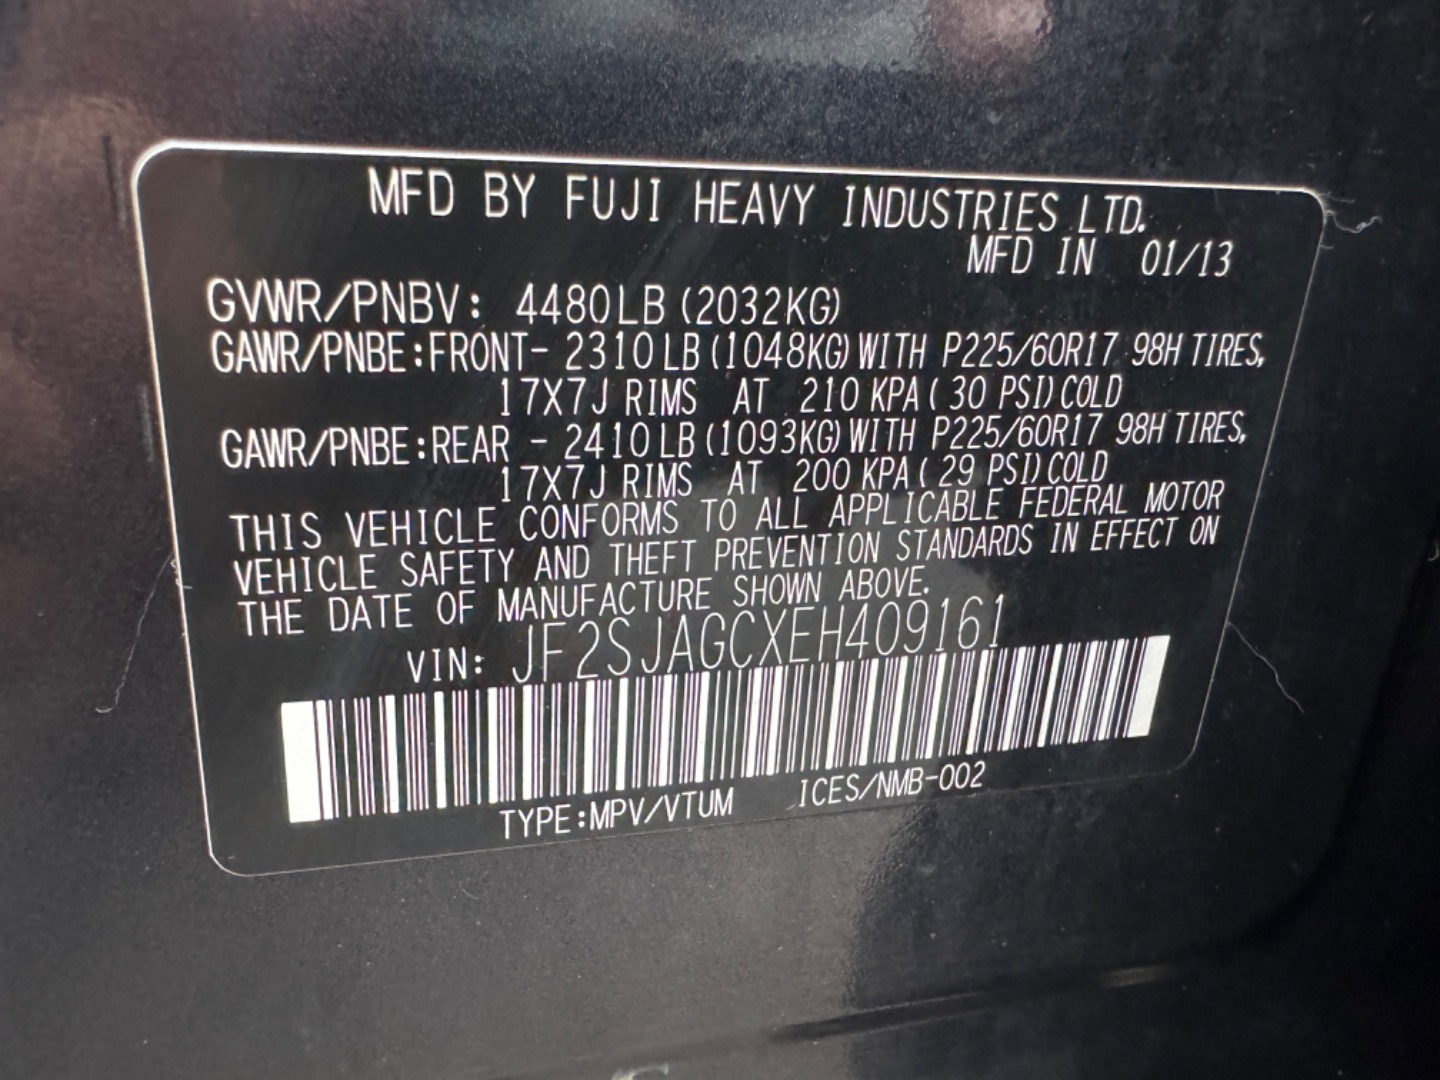 MFD BY FUJI HEAVY INDUSTRIES LTD.
MFD IN 01/13
GVWR/PNBV: 4480LB (2032KG)
GAWR/PNBE:FRONT- 2310LB (1048KG) WITH P225/60R17 98H TIRES,
17X7J RIMS AT 210 KPA ( 30 PSI) COLD
GAWR/PNBE:REAR - 2410LB (1093KG) WITH P225/60R17 98H TIRES,
17X7J RIMS AT 200 KPA ( 29 PSI) COLD
THIS VEHICLE CONFORMS TO ALL APPLICABLE FEDERAL MOTOR
VEHICLE SAFETY AND THEFT PREVENTION STANDARDS IN EFFECT ON
THE DATE OF MANUFACTURE SHOWN ABOVE.
VIN: JF2SJAGCXEH409161
TYPE:MPV/VTUM ICES/NMB-002